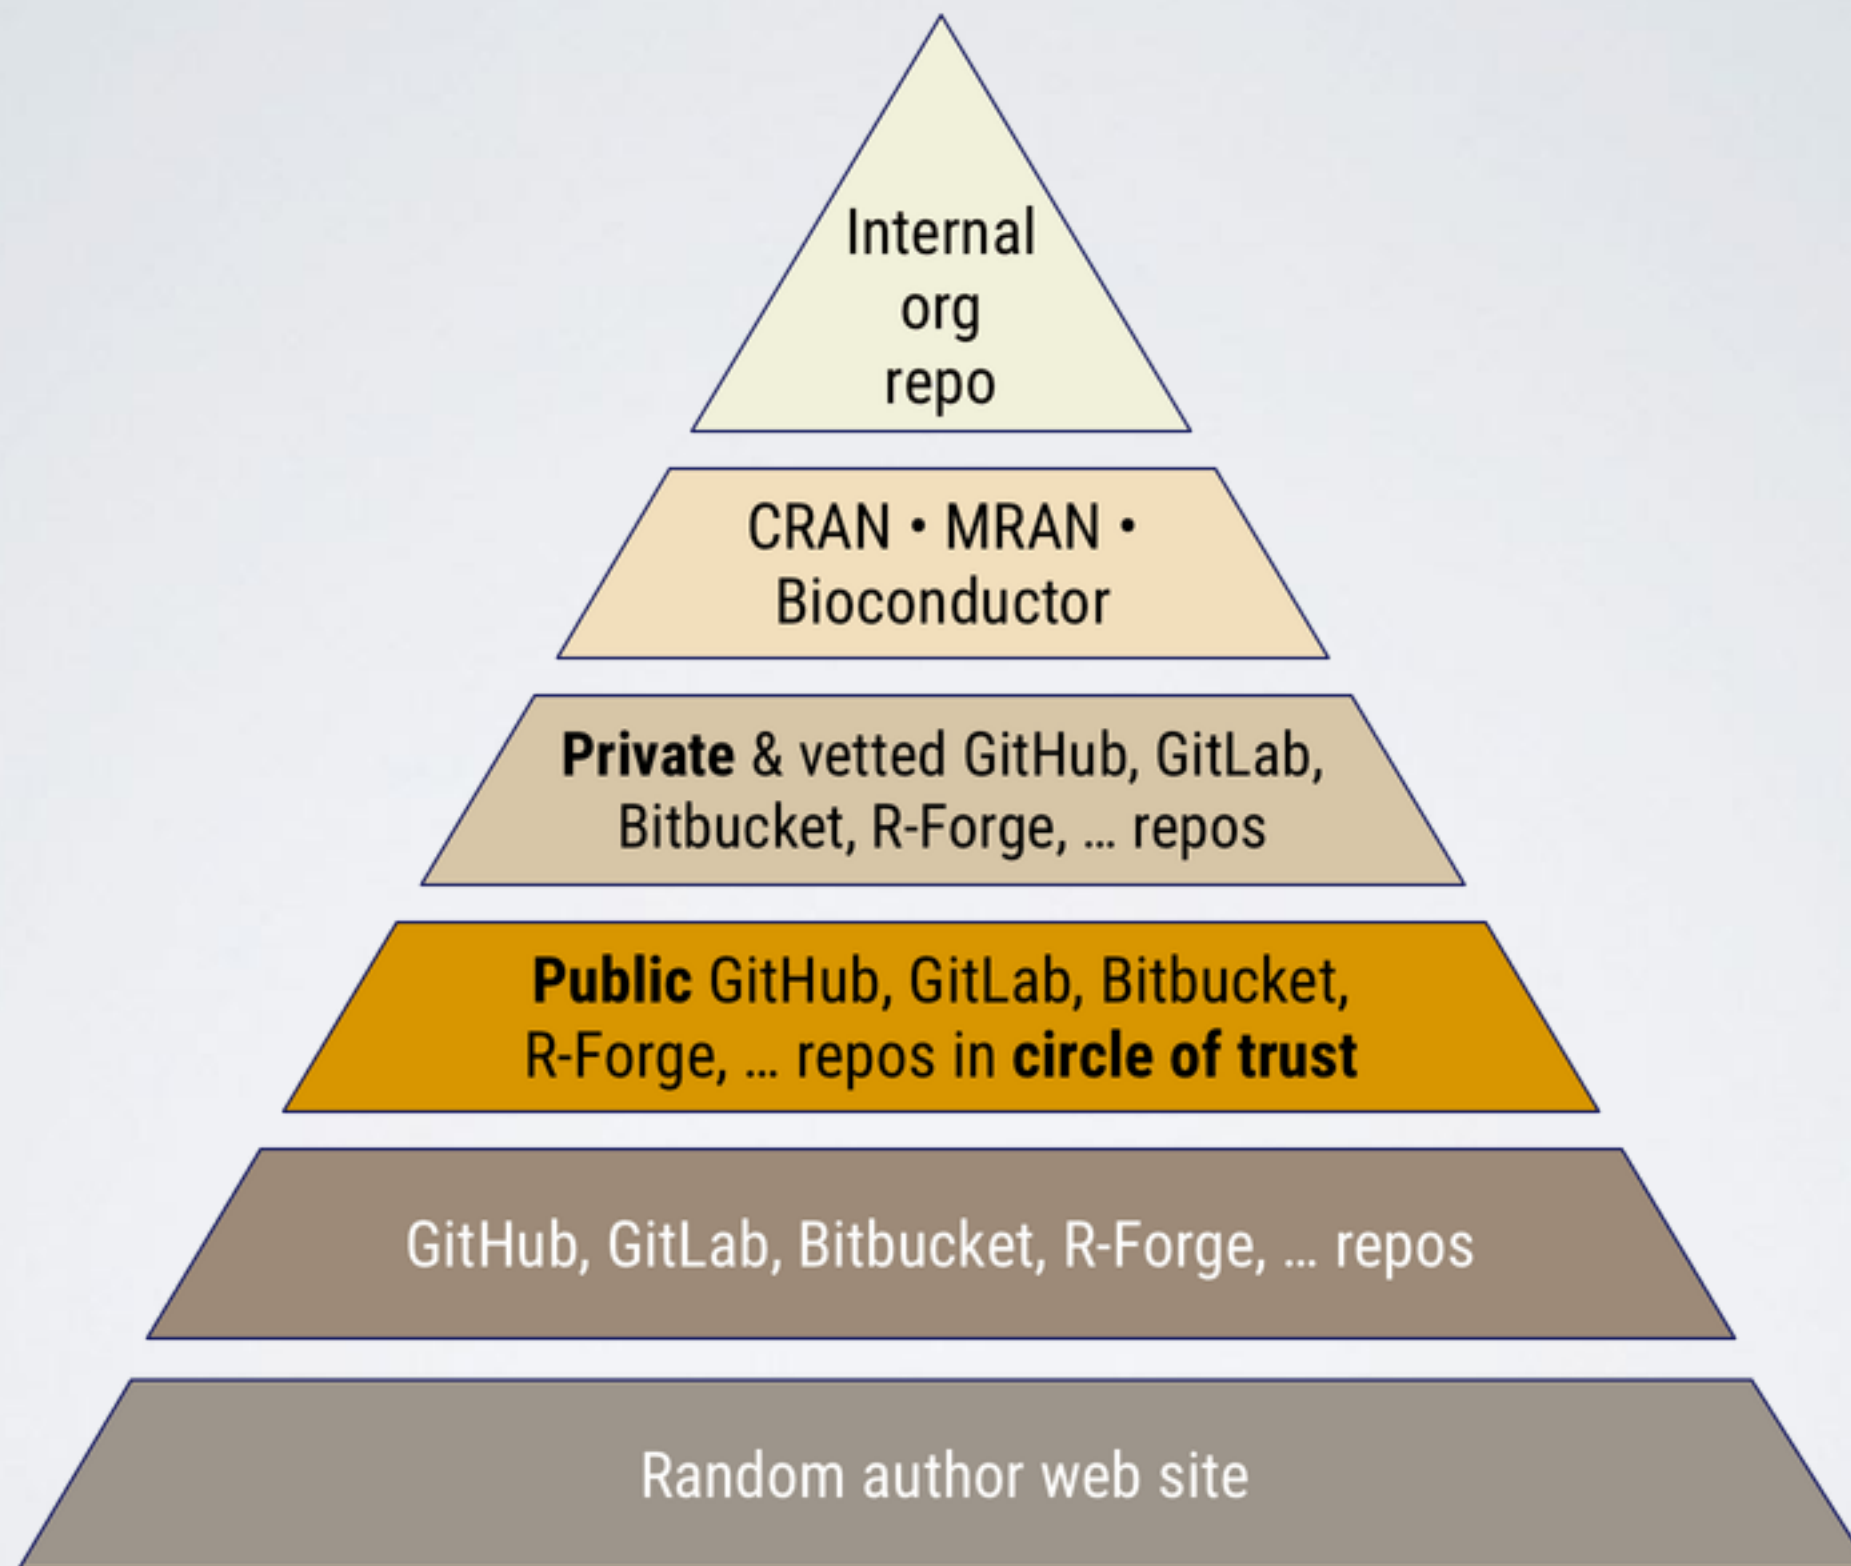 Internal
org
repo
CRAN • MRAN •
Bioconductor
Private & vetted GitHub, GitLab,
Bitbucket, R-Forge, … repos
Public GitHub, GitLab, Bitbucket,
R-Forge, … repos in circle of trust
GitHub, GitLab, Bitbucket, R-Forge, … repos
Random author web site